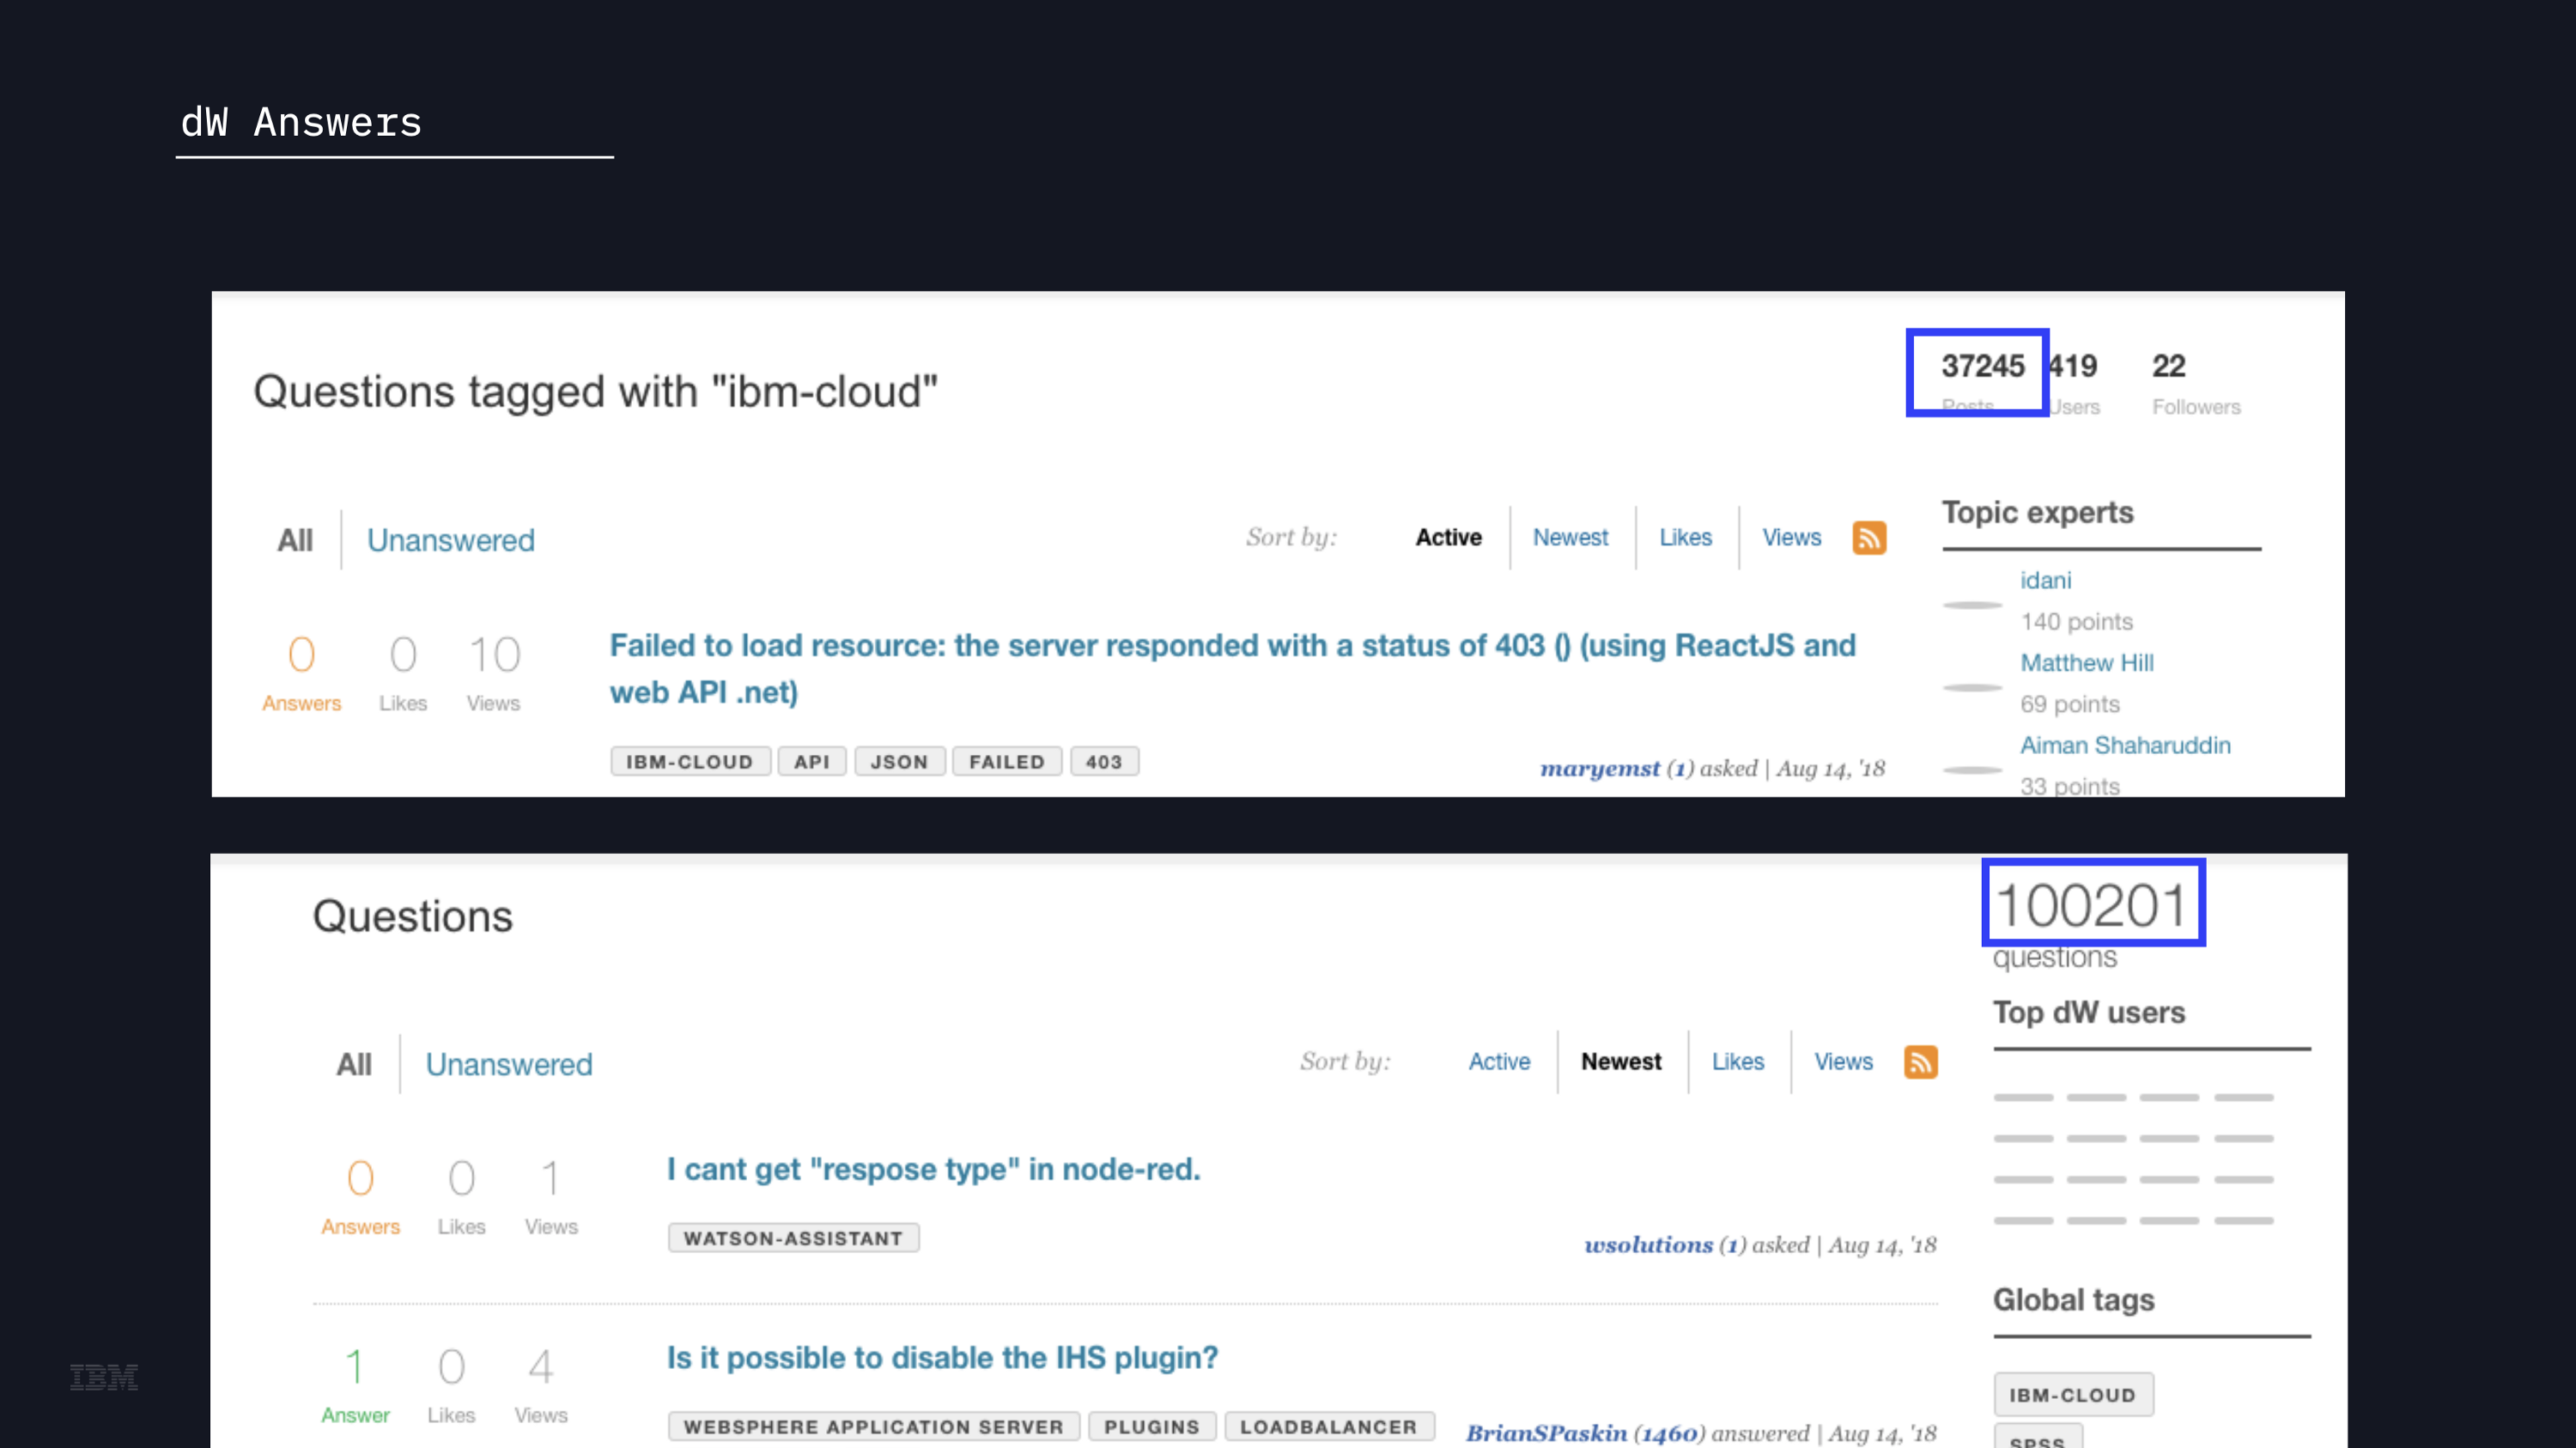 dW Answers
Questions tagged with "ibm-cloud"
37245 419 22
Posts Users Followers
All Unanswered
Sort by: Active Newest Likes Views
Topic experts
idani
140 points
Matthew Hill
69 points
Aiman Shaharuddin
33 points
0 0 10
Answers Likes Views
Failed to load resource: the server responded with a status of 403 () (using ReactJS and
web API .net)
IBM-CLOUD API JSON FAILED 403
maryemst (1) asked | Aug 14, '18
Questions
100201
questions
Top dW users
All Unanswered
Sort by: Active Newest Likes Views
0 0 1
Answers Likes Views
I cant get "respose type" in node-red.
WATSON-ASSISTANT
wsolutions (1) asked | Aug 14, '18
Global tags
IBM-CLOUD
SPSS
1 0 4
Answer Likes Views
Is it possible to disable the IHS plugin?
WEBSPHERE APPLICATION SERVER PLUGINS LOADBALANCER
BrianSPaskin (1460) answered | Aug 14, '18
IBM